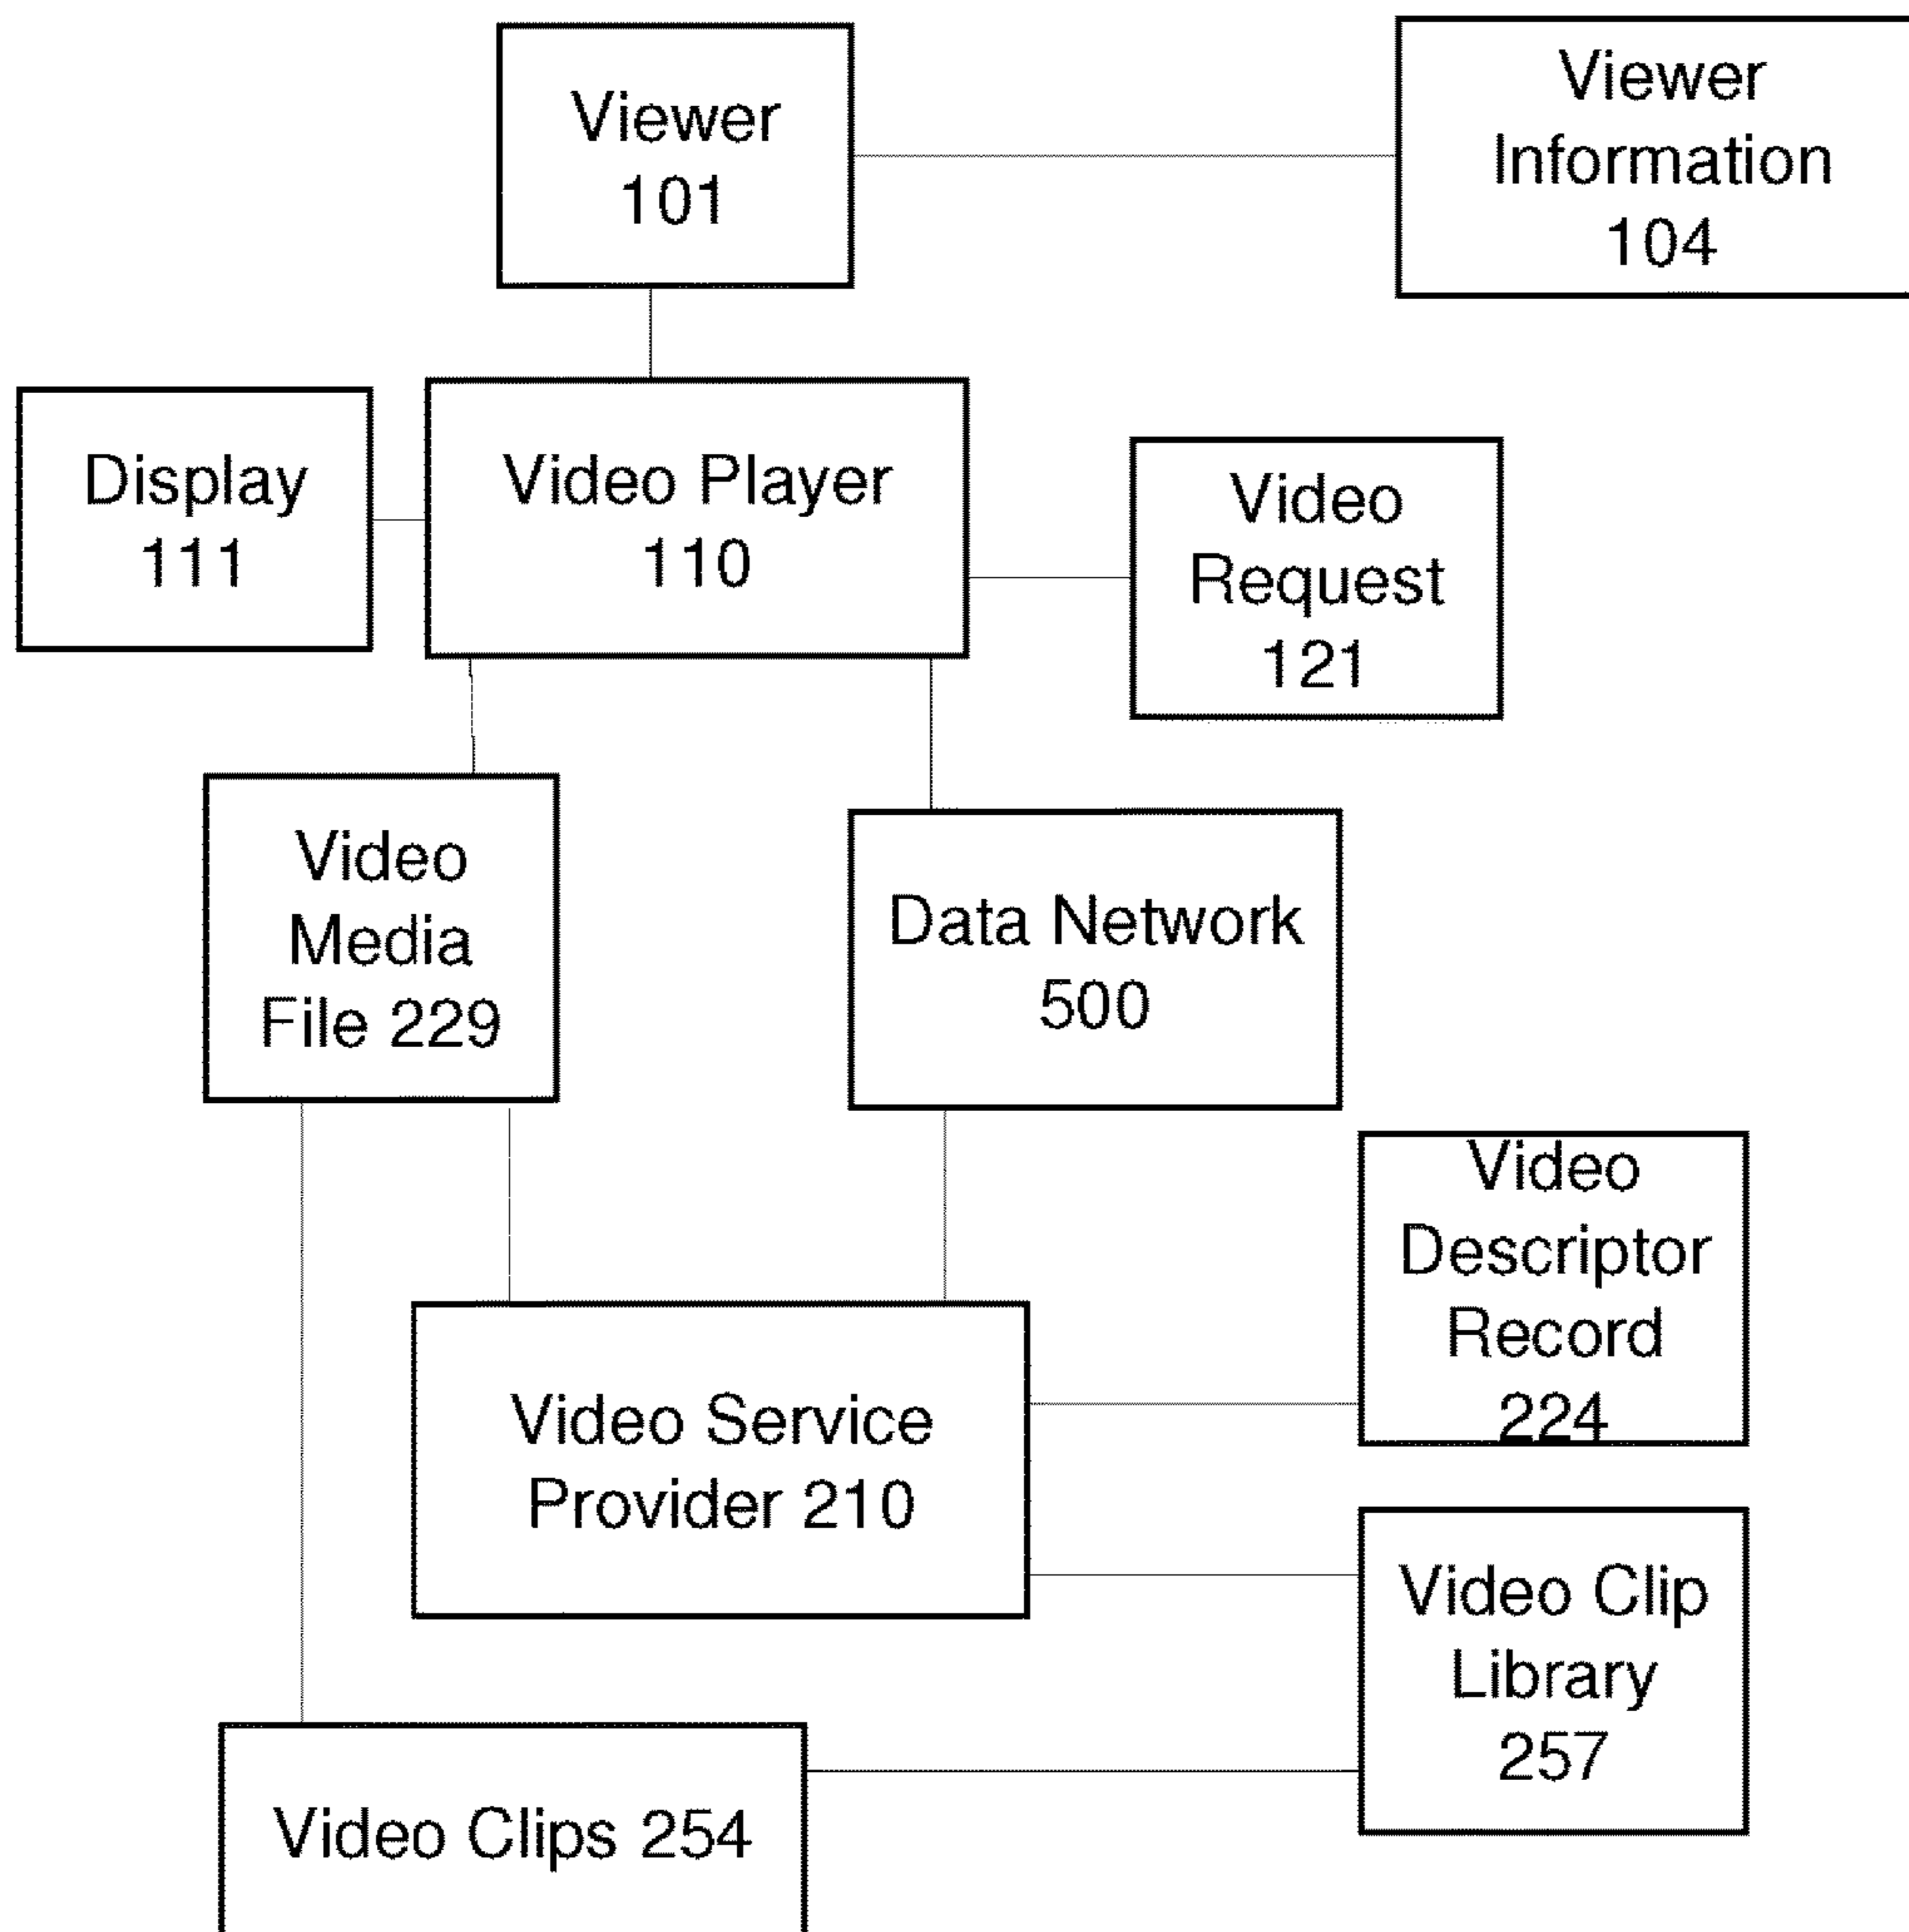 Viewer
101
Viewer
Information
104
Display
111
Video Player
110
Video
Request
121
Video
Media
File 229
Data Network
500
Video
Descriptor
Record
224
Video Service
Provider 210
Video Clip
Library
257
Video Clips 254